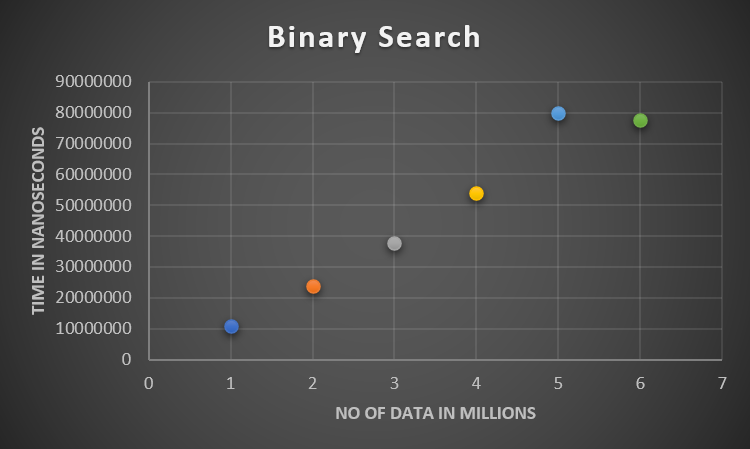 Binary Search
TIME IN NANOSECONDS
90000000
80000000
70000000
60000000
50000000
40000000
30000000
20000000
10000000
0
0 1 2 3 4 5 6 7
NO OF DATA IN MILLIONS